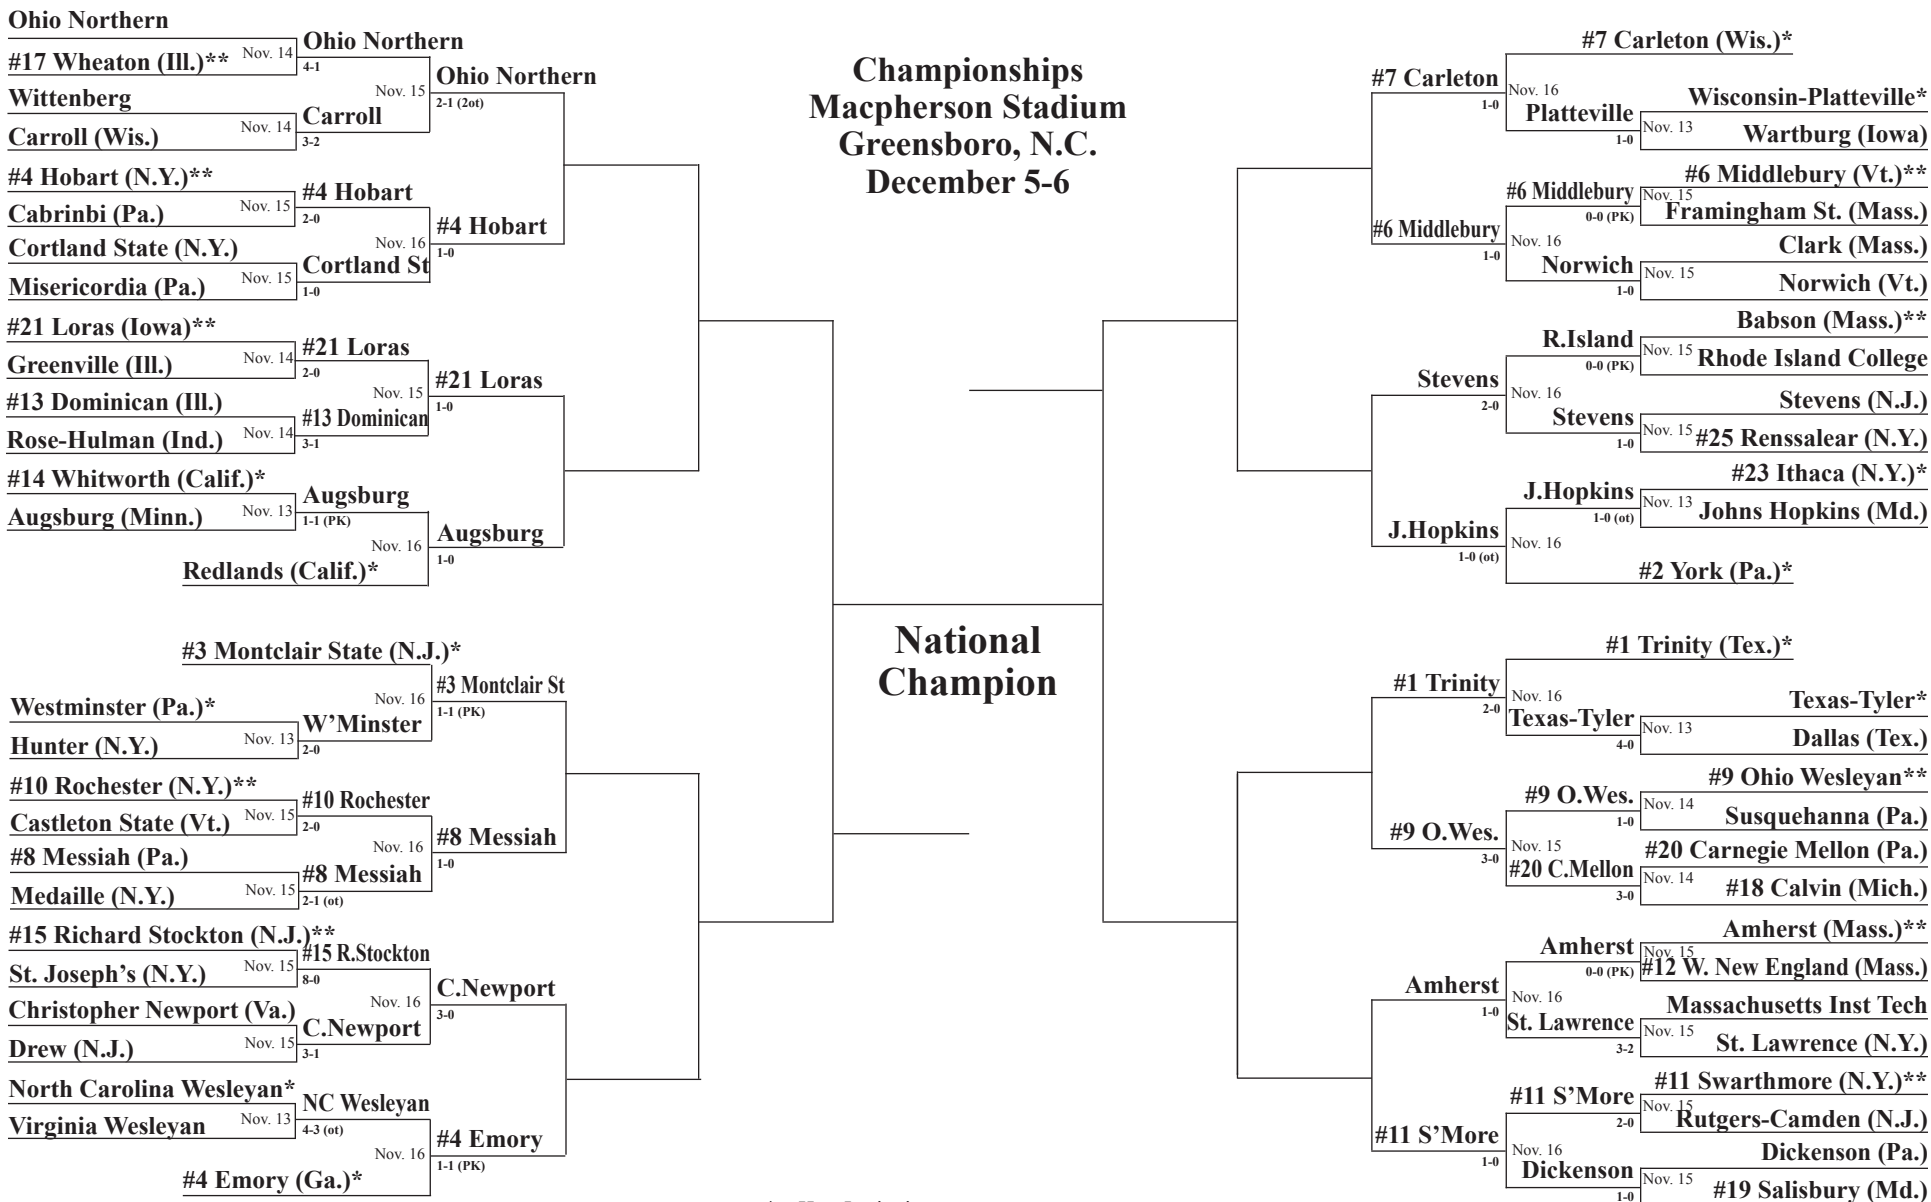 Ohio Northern
#17 Wheaton (Ill.)**
Nov. 14
Ohio Northern
4-1
Wittenberg
Carroll (Wis.)
Nov. 14
Carroll
3-2
Nov. 15
Ohio Northern
2-1 (2ot)
#4 Hobart (N.Y.)**
Cabrinbi (Pa.)
Nov. 15
#4 Hobart
2-0
Cortland State (N.Y.)
Misericordia (Pa.)
Nov. 15
Cortland St
1-0
Nov. 16
#4 Hobart
1-0
#21 Loras (Iowa)**
Greenville (Ill.)
Nov. 14
#21 Loras
2-0
#13 Dominican (Ill.)
Rose-Hulman (Ind.)
Nov. 14
#13 Dominican
3-1
Nov. 15
#21 Loras
1-0
#14 Whitworth (Calif.)*
Augsburg (Minn.)
Nov. 13
Augsburg
1-1 (PK)
Redlands (Calif.)*
Nov. 16
Augsburg
1-0
#3 Montclair State (N.J.)*
Westminster (Pa.)*
Hunter (N.Y.)
Nov. 13
W’Minster
2-0
Nov. 16
#3 Montclair St
1-1 (PK)
#10 Rochester (N.Y.)**
Castleton State (Vt.)
Nov. 15
#10 Rochester
2-0
#8 Messiah (Pa.)
Medaille (N.Y.)
Nov. 15
#8 Messiah
2-1 (ot)
Nov. 16
#8 Messiah
1-0
#15 Richard Stockton (N.J.)**
St. Joseph’s (N.Y.)
Nov. 15
#15 R.Stockton
8-0
Christopher Newport (Va.)
Drew (N.J.)
Nov. 15
C.Newport
3-1
Nov. 16
C.Newport
3-0
North Carolina Wesleyan*
Virginia Wesleyan
Nov. 13
NC Wesleyan
4-3 (ot)
#4 Emory (Ga.)*
Nov. 16
#4 Emory
1-1 (PK)
Championships
Macpherson Stadium
Greensboro, N.C.
December 5-6
National
Champion
#7 Carleton (Wis.)*
#7 Carleton
1-0
Nov. 16
Platteville
1-0
Wisconsin-Platteville*
Nov. 13
Wartburg (Iowa)
#6 Middlebury (Vt.)**
#6 Middlebury
0-0 (PK)
Nov. 15
Framingham St. (Mass.)
#6 Middlebury
1-0
Nov. 16
Clark (Mass.)
Norwich
1-0
Nov. 15
Norwich (Vt.)
Babson (Mass.)**
R.Island
0-0 (PK)
Nov. 15
Rhode Island College
Stevens
2-0
Nov. 16
Stevens (N.J.)
Stevens
1-0
Nov. 15
#25 Renssalear (N.Y.)
#23 Ithaca (N.Y.)*
J.Hopkins
1-0 (ot)
Nov. 13
Johns Hopkins (Md.)
J.Hopkins
1-0 (ot)
Nov. 16
#2 York (Pa.)*
#1 Trinity (Tex.)*
#1 Trinity
2-0
Nov. 16
Texas-Tyler
4-0
Texas-Tyler*
Nov. 13
Dallas (Tex.)
#9 Ohio Wesleyan**
#9 O.Wes.
1-0
Nov. 14
Susquehanna (Pa.)
#9 O.Wes.
3-0
Nov. 15
#20 Carnegie Mellon (Pa.)
#20 C.Mellon
3-0
Nov. 14
#18 Calvin (Mich.)
Amherst (Mass.)**
Amherst
0-0 (PK)
Nov. 15
#12 W. New England (Mass.)
Amherst
1-0
Nov. 16
Massachusetts Inst Tech
St. Lawrence
3-2
Nov. 15
St. Lawrence (N.Y.)
#11 Swarthmore (N.Y.)**
#11 S’More
2-0
Nov. 15
Rutgers-Camden (N.J.)
#11 S’More
1-0
Nov. 16
Dickenson (Pa.)
Dickenson
1-0
Nov. 15
#19 Salisbury (Md.)